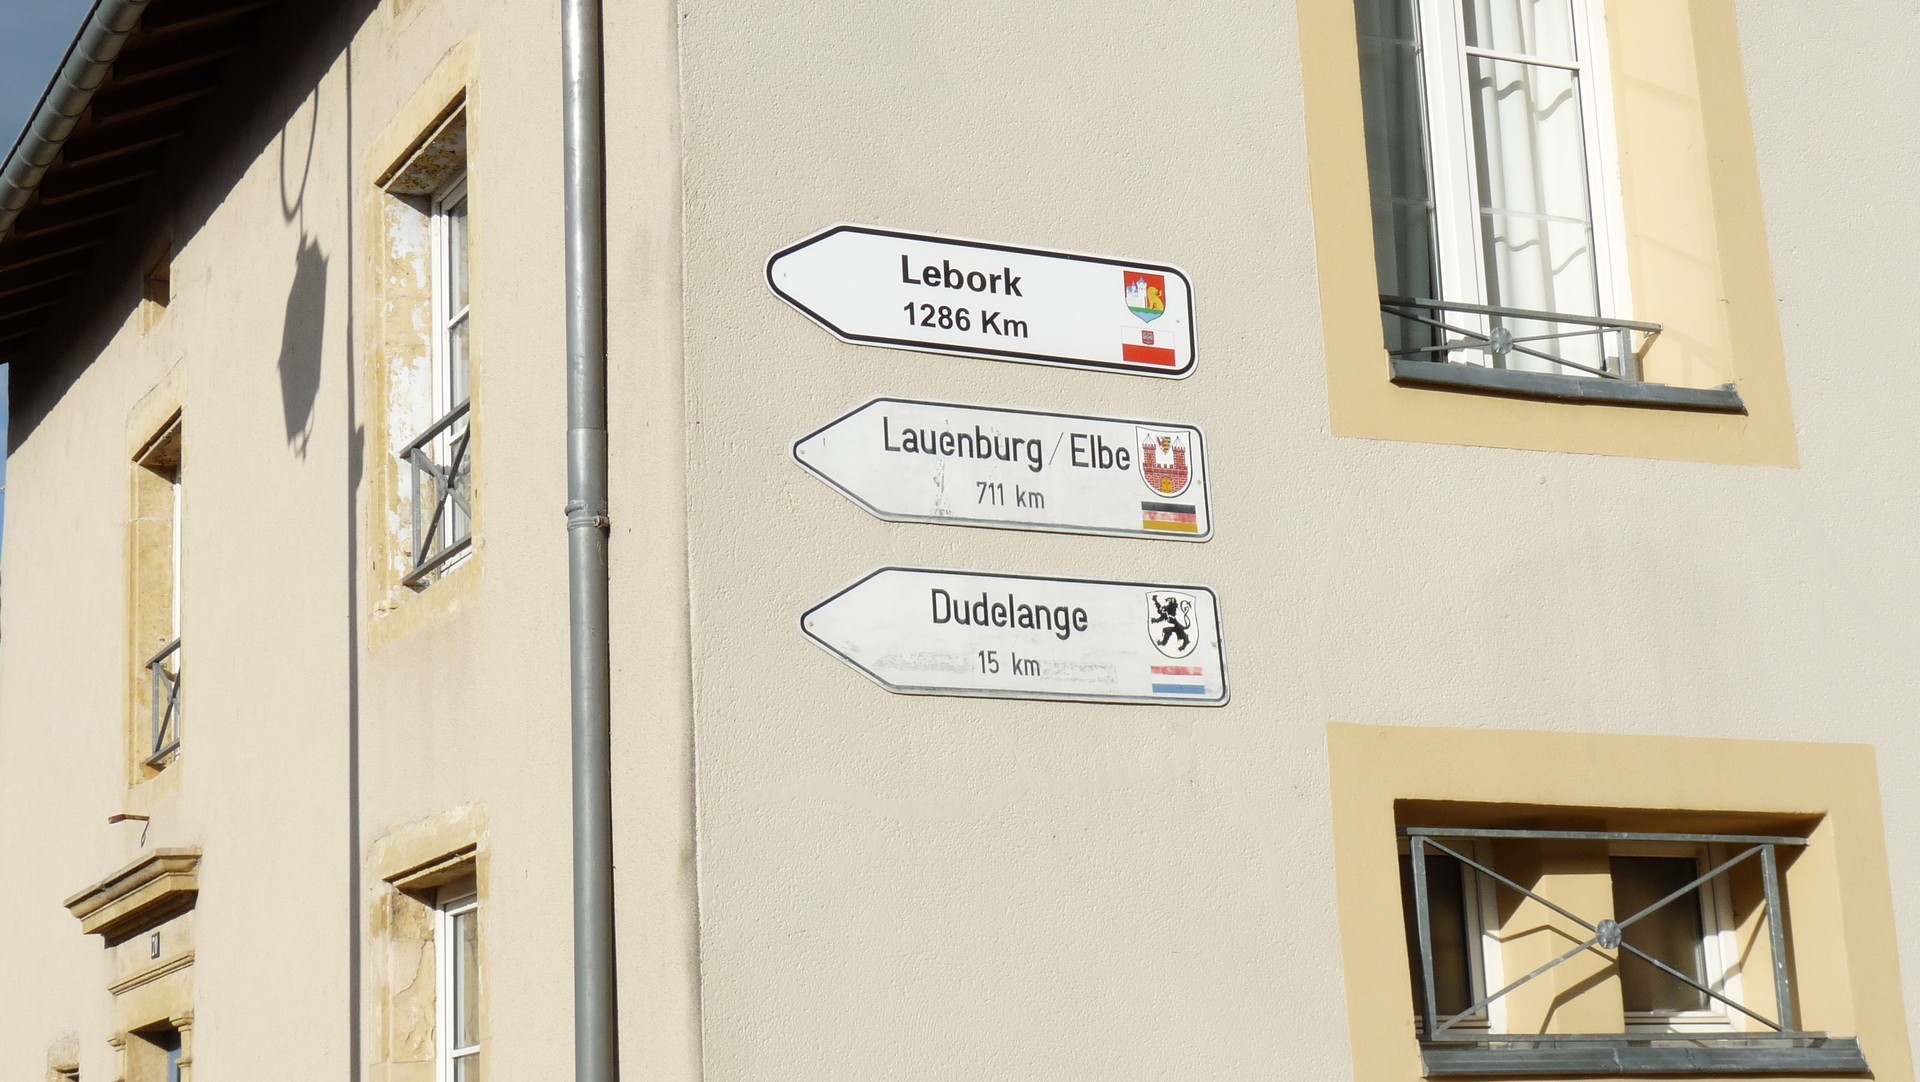 Lebork
1286 Km
Lauenburg / Elbe
711 km
Dudelange
15 km